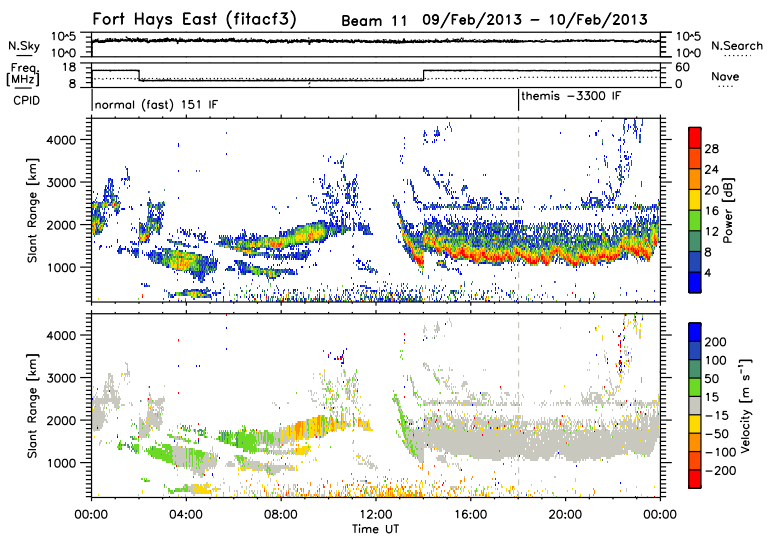 Fort Hays East (fitacf3) Beam 11 09/Feb/2013 − 10/Feb/2013
N.Sky 10^5 10^0 10^5 10^0 N.Search
Freq. [MHz] 18 8 60 0 Nave
CPID normal (fast) 151 IF themis −3300 IF
Slant Range [km]
4000
3000
2000
1000
Power [dB]
28
24
20
16
12
8
4
Slant Range [km]
4000
3000
2000
1000
Velocity [m s⁻¹]
200
100
50
15
−15
−50
−100
−200
00:00 04:00 08:00 12:00 16:00 20:00 00:00
Time UT